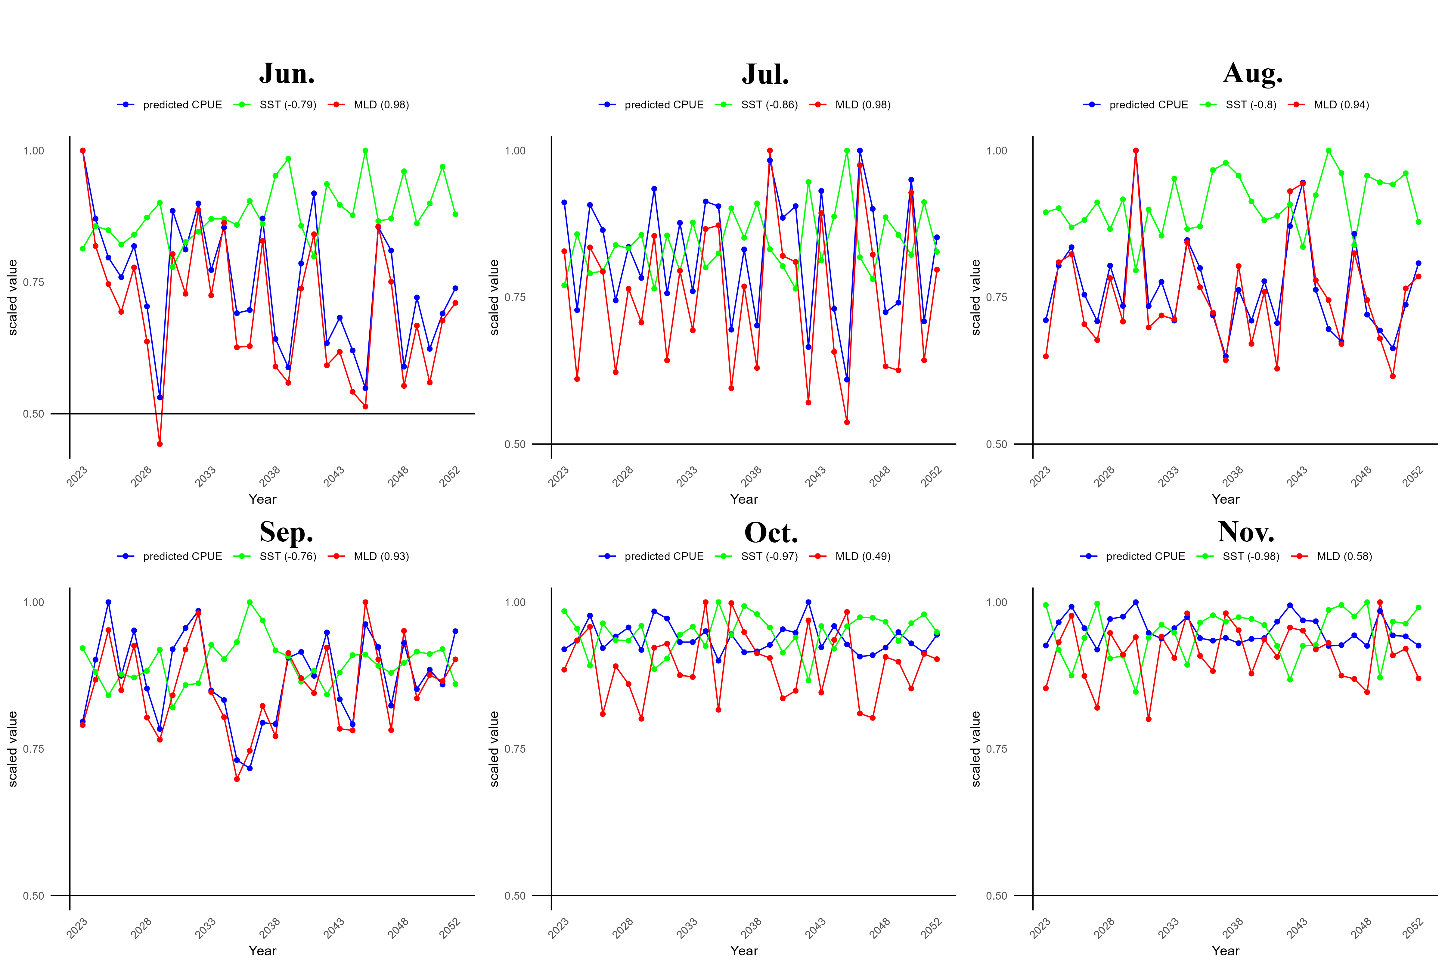 Jun.
predicted CPUE SST (-0.79) MLD (0.98)
1.00
0.75
0.50
scaled value
2023 2028 2033 2038 2043 2048 2052
Year
Jul.
predicted CPUE SST (-0.86) MLD (0.98)
1.00
0.75
0.50
scaled value
2023 2028 2033 2038 2043 2048 2052
Year
Aug.
predicted CPUE SST (-0.8) MLD (0.94)
1.00
0.75
0.50
scaled value
2023 2028 2033 2038 2043 2048 2052
Year
Sep.
predicted CPUE SST (-0.76) MLD (0.93)
1.00
0.75
0.50
scaled value
2023 2028 2033 2038 2043 2048 2052
Year
Oct.
predicted CPUE SST (-0.97) MLD (0.49)
1.00
0.75
0.50
scaled value
2023 2028 2033 2038 2043 2048 2052
Year
Nov.
predicted CPUE SST (-0.98) MLD (0.58)
1.00
0.75
0.50
scaled value
2023 2028 2033 2038 2043 2048 2052
Year